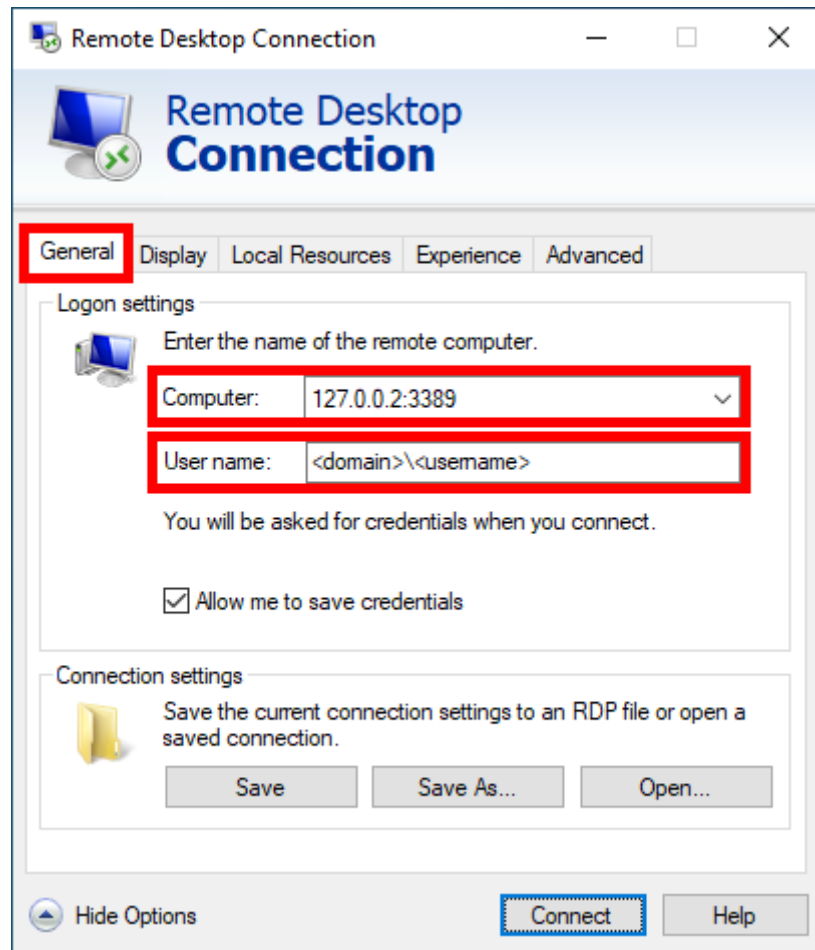 Remote Desktop Connection
Remote Desktop
Connection
General
Display
Local Resources
Experience
Advanced
Logon settings
Enter the name of the remote computer.
Computer:
127.0.0.2:3389
User name:
<domain>\<username>
You will be asked for credentials when you connect.
Allow me to save credentials
Connection settings
Save the current connection settings to an RDP file or open a
saved connection.
Save
Save As...
Open...
Hide Options
Connect
Help